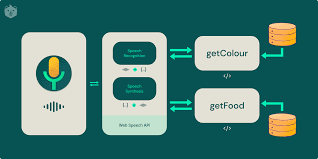 Speech
Recognition
{..}
Speech
Synthesis
{..}
Web Speech API
getColour
</>
getFood
</>